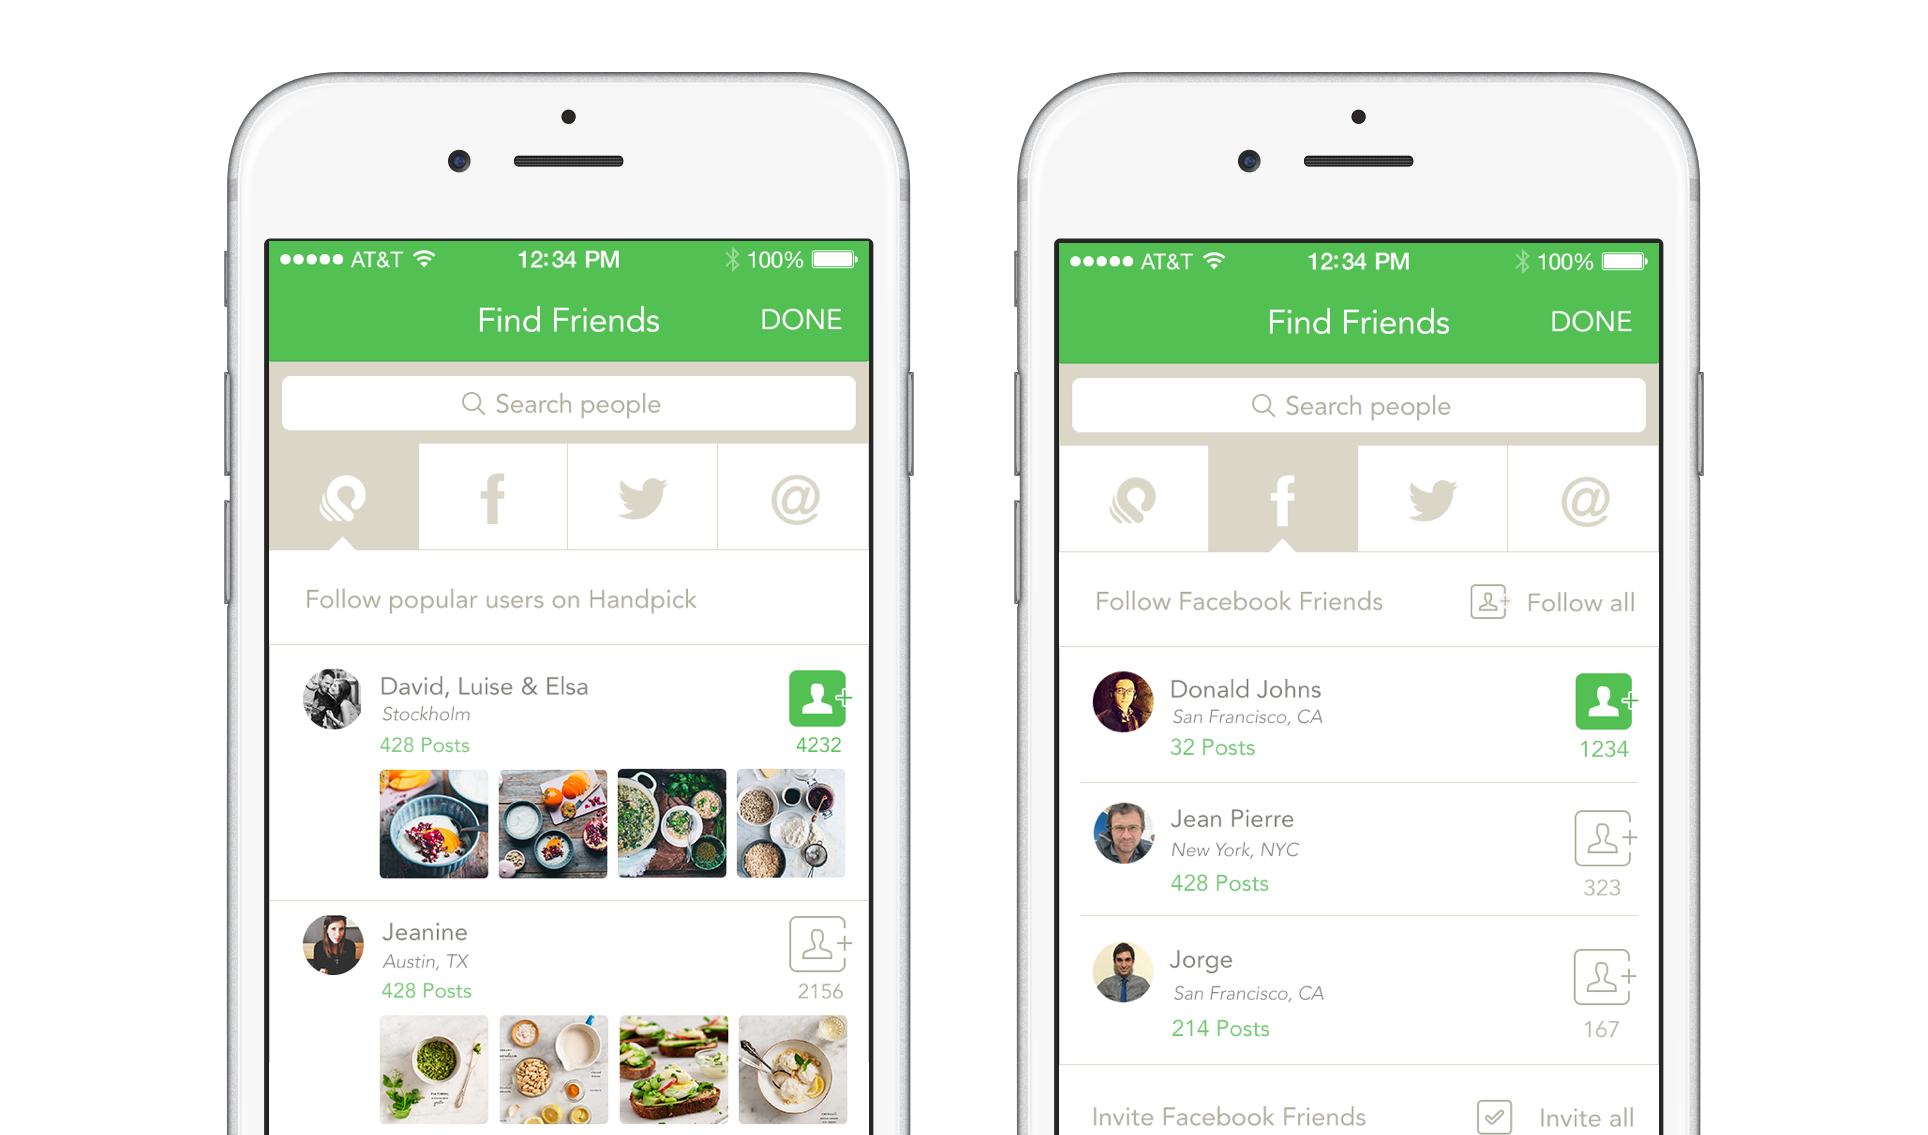 AT&T 12:34 PM 100%
Find Friends DONE
Search people
Follow popular users on Handpick
David, Luise & Elsa
Stockholm
428 Posts
4232
Jeanine
Austin, TX
428 Posts
2156
AT&T 12:34 PM 100%
Find Friends DONE
Search people
Follow Facebook Friends Follow all
Donald Johns
San Francisco, CA
32 Posts
1234
Jean Pierre
New York, NYC
428 Posts
323
Jorge
San Francisco, CA
214 Posts
167
Invite Facebook Friends Invite all